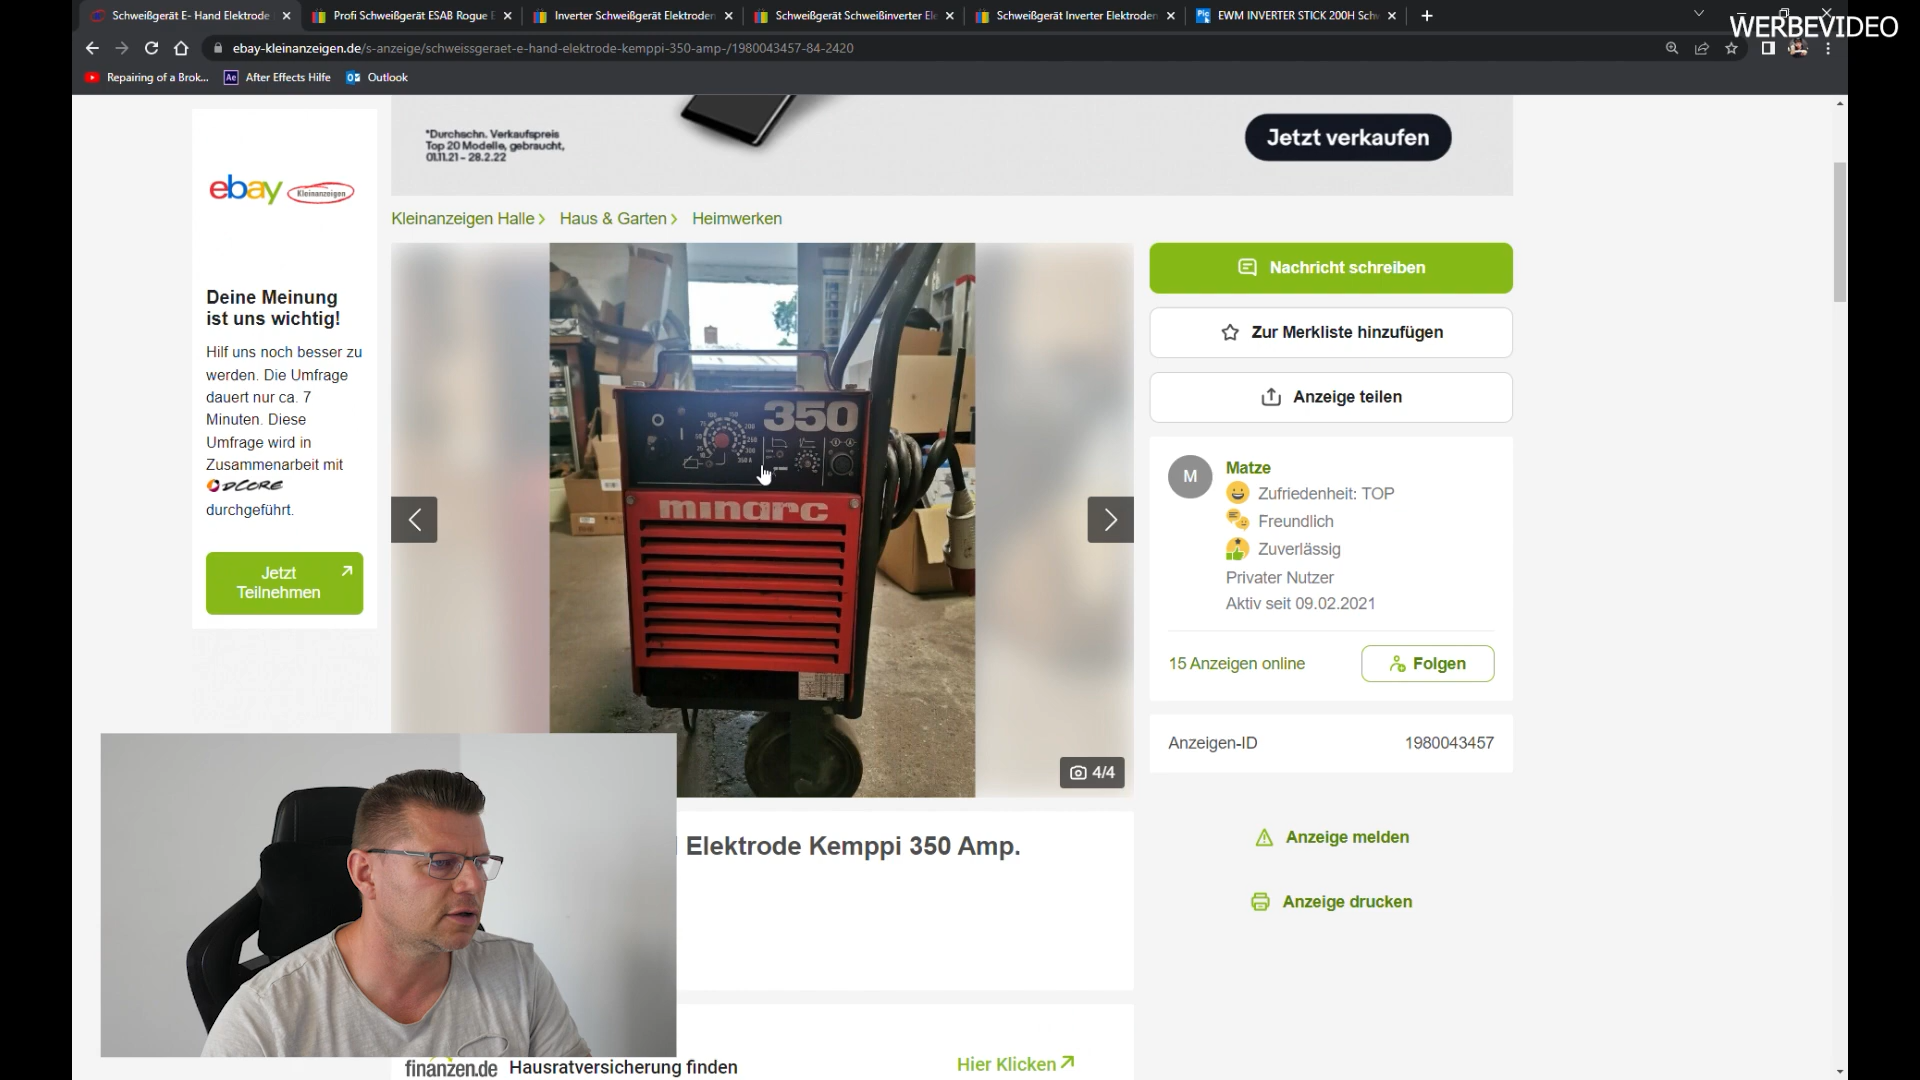 Schweißgerät E- Hand Elektrode
Profi Schweißgerät ESAB Rogue E
Inverter Schweißgerät Elektroden
Schweißgerät Schweißinverter Ele
Schweißgerät Inverter Elektroden
EWM INVERTER STICK 200H Schw
WERBEVIDEO
ebay-kleinanzeigen.de/s-anzeige/schweissgeraet-e-hand-elektrode-kemppi-350-amp-/1980043457-84-2420
Repairing of a Brok...
Ae
After Effects Hilfe
Outlook
*Durchschn. Verkaufspreis
Top 20 Modelle, gebraucht,
01.11.21 – 28.2.22
Jetzt verkaufen
ebay Kleinanzeigen
Kleinanzeigen Halle
Haus & Garten
Heimwerken
Deine Meinung
ist uns wichtig!
Hilf uns noch besser zu
werden. Die Umfrage
dauert nur ca. 7
Minuten. Diese
Umfrage wird in
Zusammenarbeit mit
DCORE
durchgeführt.
Jetzt
Teilnehmen
350
minarc
4/4
Nachricht schreiben
Zur Merkliste hinzufügen
Anzeige teilen
M
Matze
Zufriedenheit: TOP
Freundlich
Zuverlässig
Privater Nutzer
Aktiv seit 09.02.2021
15 Anzeigen online
Folgen
Anzeigen-ID
1980043457
Anzeige melden
Anzeige drucken
Elektrode Kemppi 350 Amp.
finanzen.de
Hausratversicherung finden
Hier Klicken